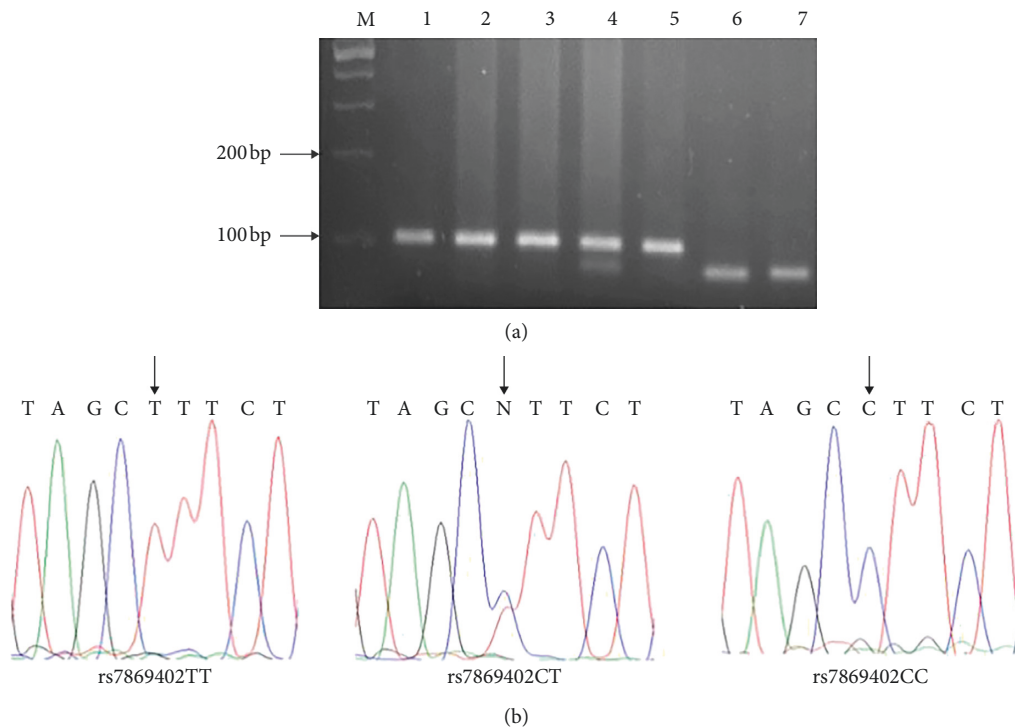 M 1 2 3 4 5 6 7
200 bp
100 bp
(a)
T A G C T T T C T T A G C N T T C T T A G C C T T C T
rs7869402TT rs7869402CT rs7869402CC
(b)